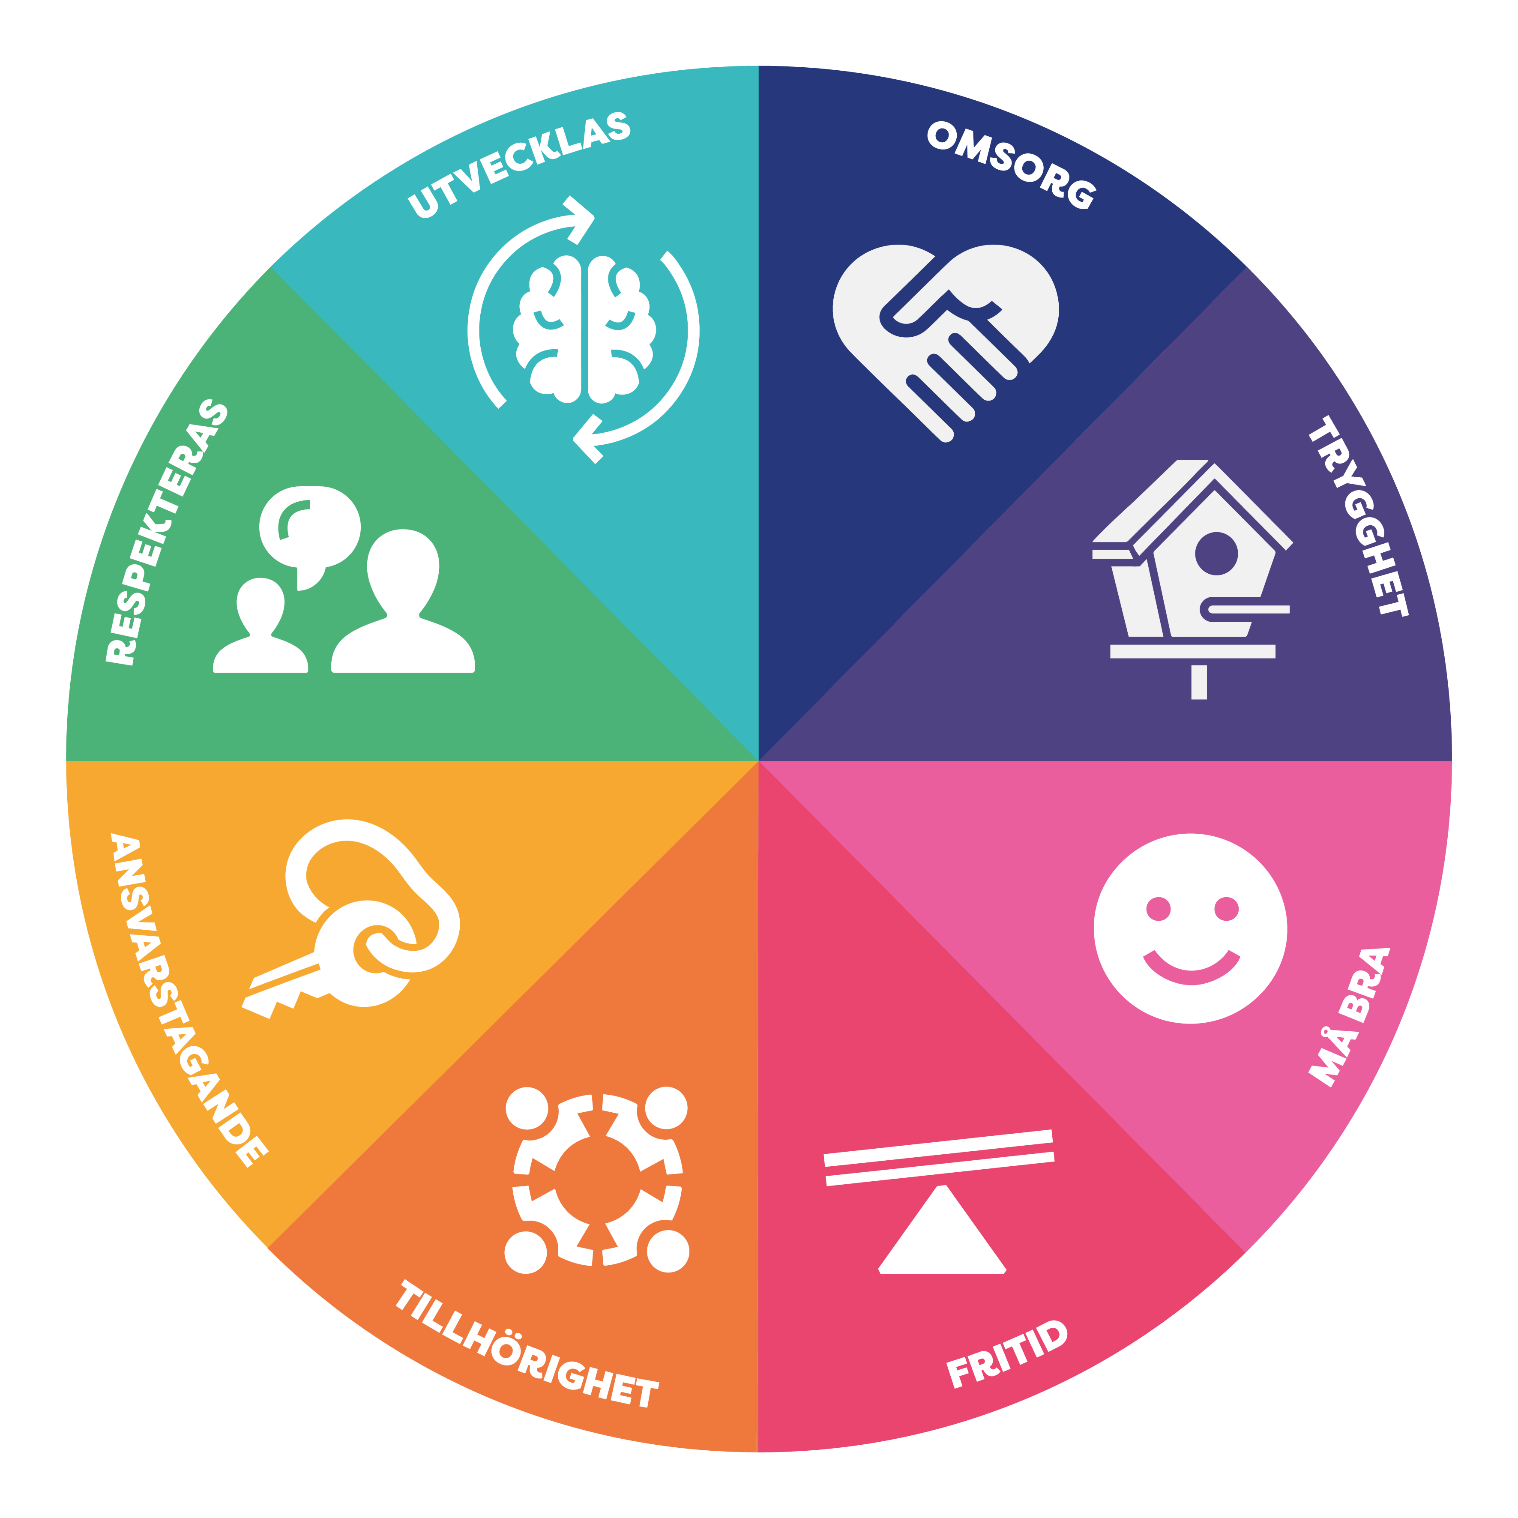 OMSORG
TRYGGHET
MÅ BRA
FRITID
TILLHÖRIGHET
ANSVARSTAGANDE
RESPEKTERAS
UTVECKLAS